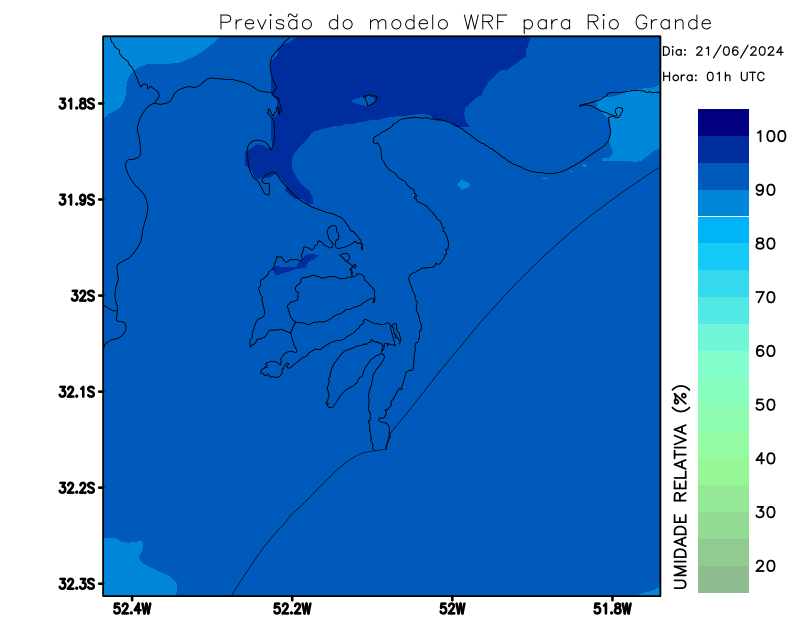 Previsão do modelo WRF para Rio Grande
Dia: 21/06/2024
Hora: 01h UTC
31.8S
31.9S
32S
32.1S
32.2S
32.3S
52.4W
52.2W
52W
51.8W
UMIDADE RELATIVA (%)
100
90
80
70
60
50
40
30
20